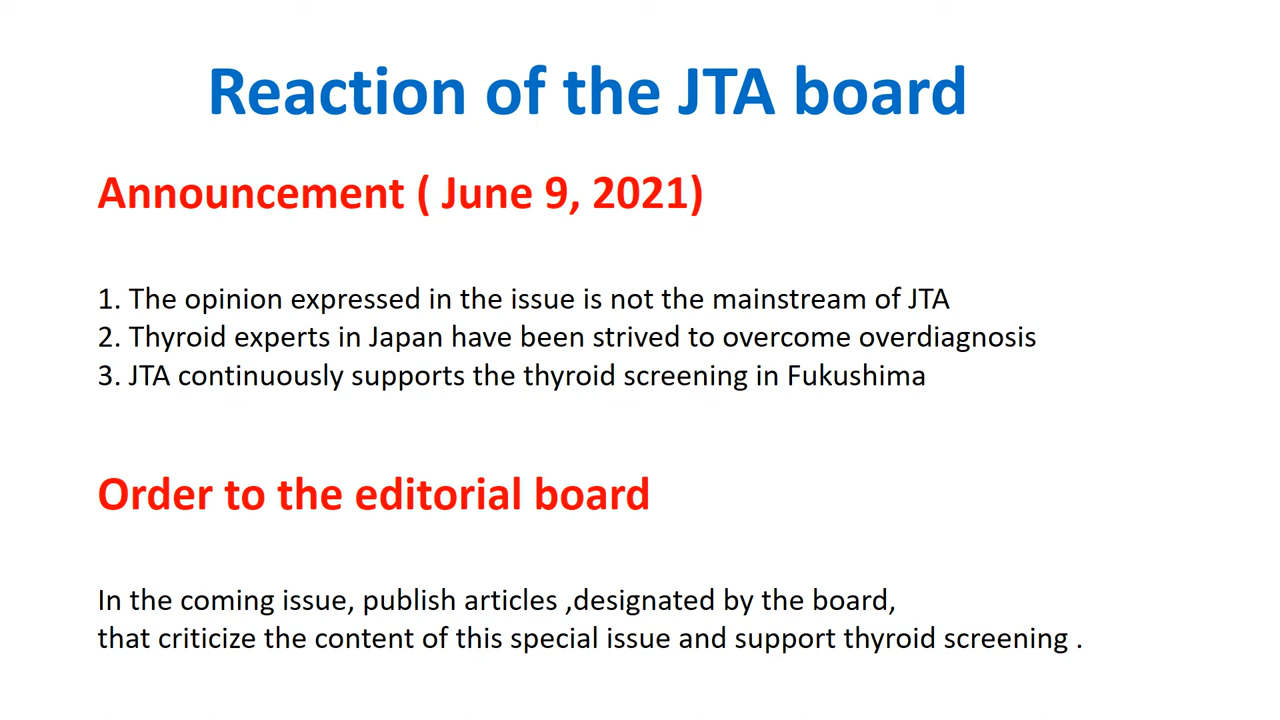 Reaction of the JTA board
Announcement ( June 9, 2021)
1. The opinion expressed in the issue is not the mainstream of JTA
2. Thyroid experts in Japan have been strived to overcome overdiagnosis
3. JTA continuously supports the thyroid screening in Fukushima
Order to the editorial board
In the coming issue, publish articles ,designated by the board,
that criticize the content of this special issue and support thyroid screening .